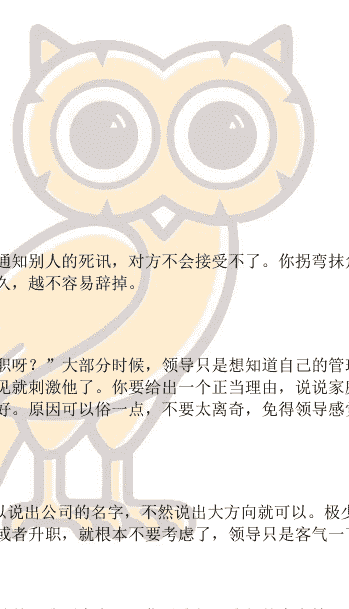 通知别人的死讯，对方不会接受不了。你拐弯抹
久，越不容易辞掉。
职呀？”大部分时候，领导只是想知道自己的管
见就刺激他了。你要给出一个正当理由，说说家
好。原因可以俗一点，不要太离奇，免得领导感
以说出公司的名字，不然说出大方向就可以。极
或者升职，就根本不要考虑了，领导只是客气一